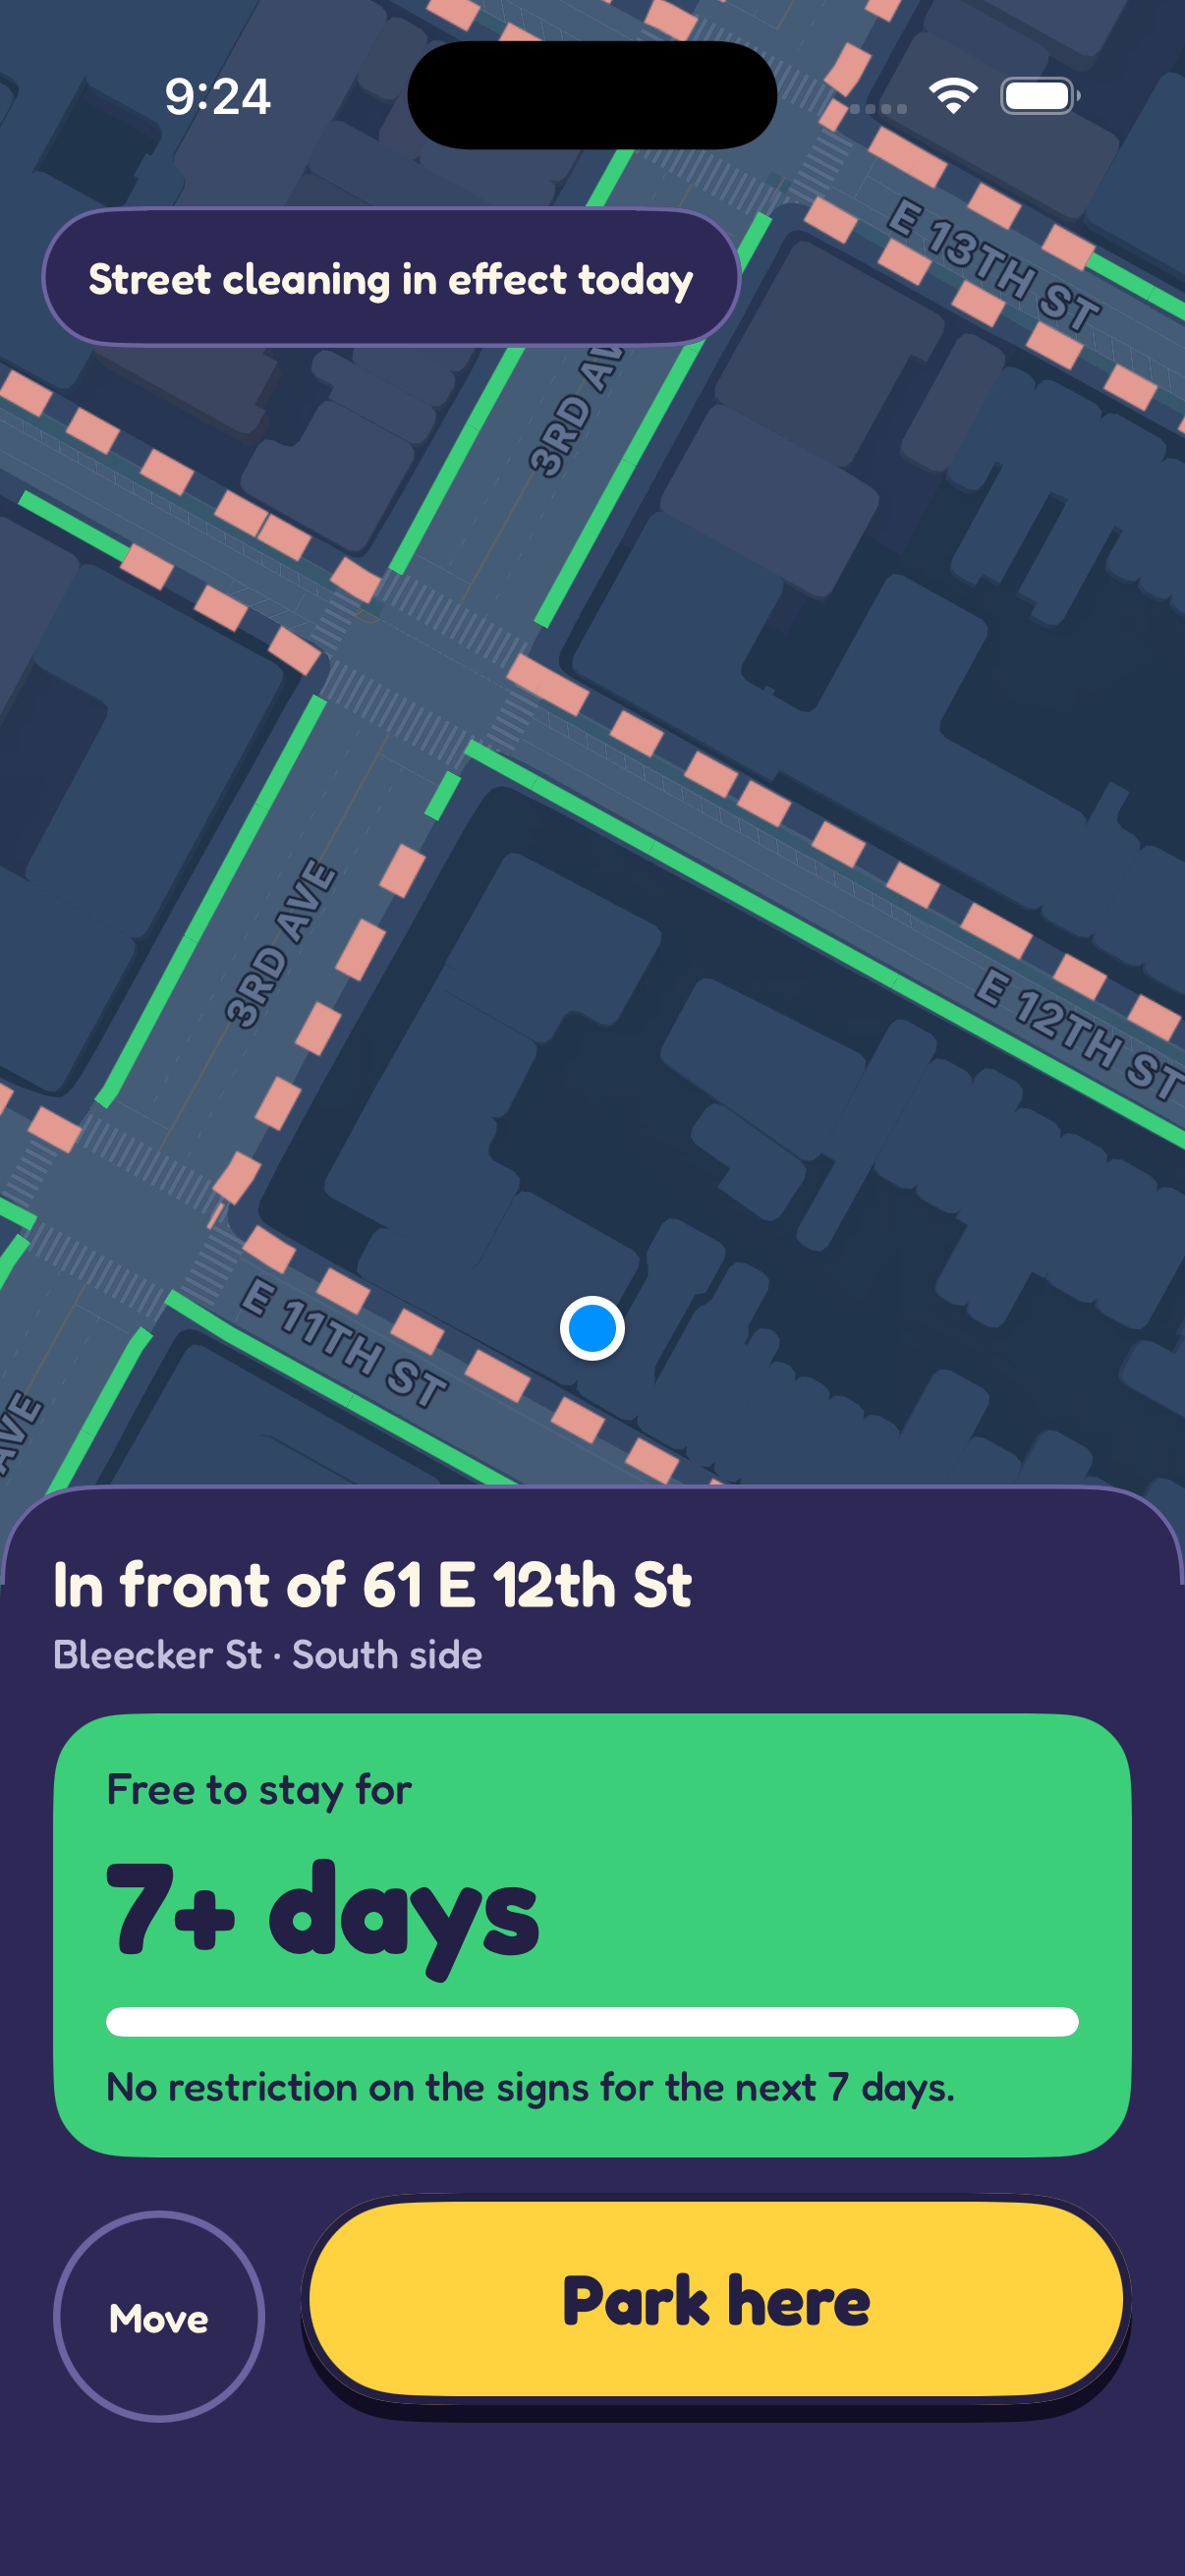 9:24
E 13TH ST
Street cleaning in effect today
3RD AV
E 12TH ST
3RD AVE
E 11TH ST
AVE
In front of 61 E 12th St
Bleecker St · South side
Free to stay for
7+ days
No restriction on the signs for the next 7 days.
Move
Park here